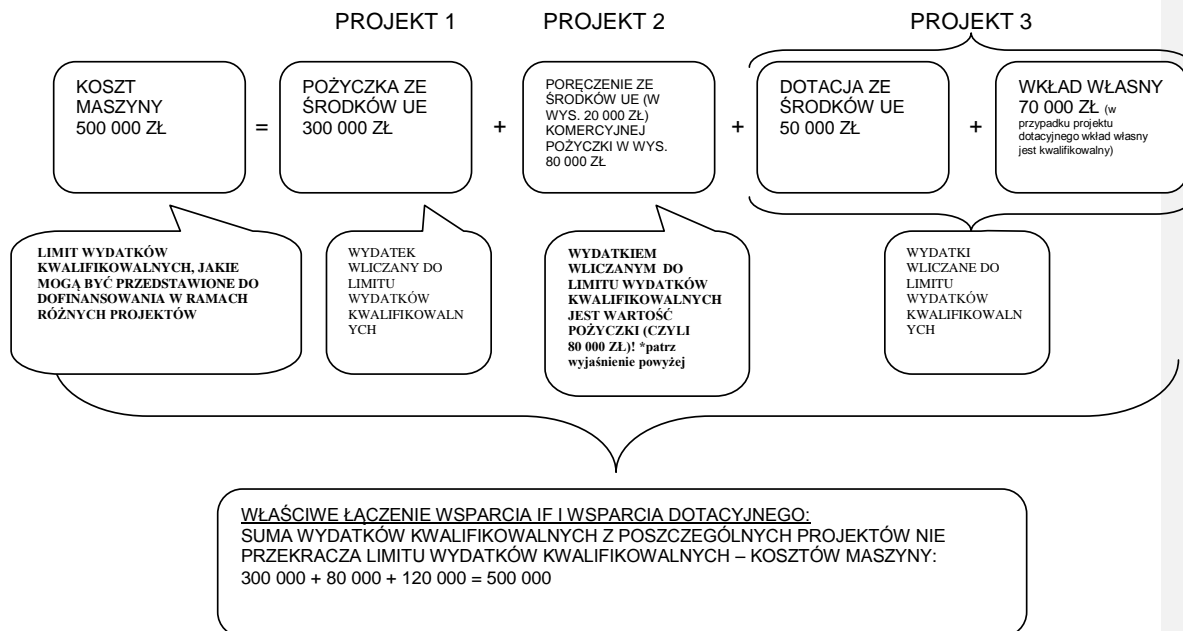 PROJEKT 1
PROJEKT 2
PROJEKT 3
KOSZT
MASZYNY
500 000 ZŁ
=
POŻYCZKA ZE
ŚRODKÓW UE
300 000 ZŁ
+
PORĘCZENIE ZE
ŚRODKÓW UE (W
WYS. 20 000 ZŁ)
KOMERCYJNEJ
POŻYCZKI W WYS.
80 000 ZŁ
+
DOTACJA ZE
ŚRODKÓW UE
50 000 ZŁ
+
WKŁAD WŁASNY
70 000 ZŁ (w
przypadku projektu
dotacyjnego wkład własny
jest kwalifikowalny)
LIMIT WYDATKÓW
KWALIFIKOWALNYCH, JAKIE
MOGĄ BYĆ PRZEDSTAWIONE DO
DOFINANSOWANIA W RAMACH
RÓŻNYCH PROJEKTÓW
WYDATEK
WLICZANY DO
LIMITU
WYDATKÓW
KWALIFIKOWALN
YCH
WYDATKIEM
WLICZANYM DO
LIMITU WYDATKÓW
KWALIFIKOWALNYCH
JEST WARTOŚĆ
POŻYCZKI (CZYLI
80 000 ZŁ)! *patrz
wyjaśnienie powyżej
WYDATKI
WLICZANE DO
LIMITU
WYDATKÓW
KWALIFIKOWALN
YCH
WŁAŚCIWE ŁĄCZENIE WSPARCIA IF I WSPARCIA DOTACYJNEGO:
SUMA WYDATKÓW KWALIFIKOWALNYCH Z POSZCZEGÓLNYCH PROJEKTÓW NIE
PRZEKRACZA LIMITU WYDATKÓW KWALIFIKOWALNYCH – KOSZTÓW MASZYNY:
300 000 + 80 000 + 120 000 = 500 000